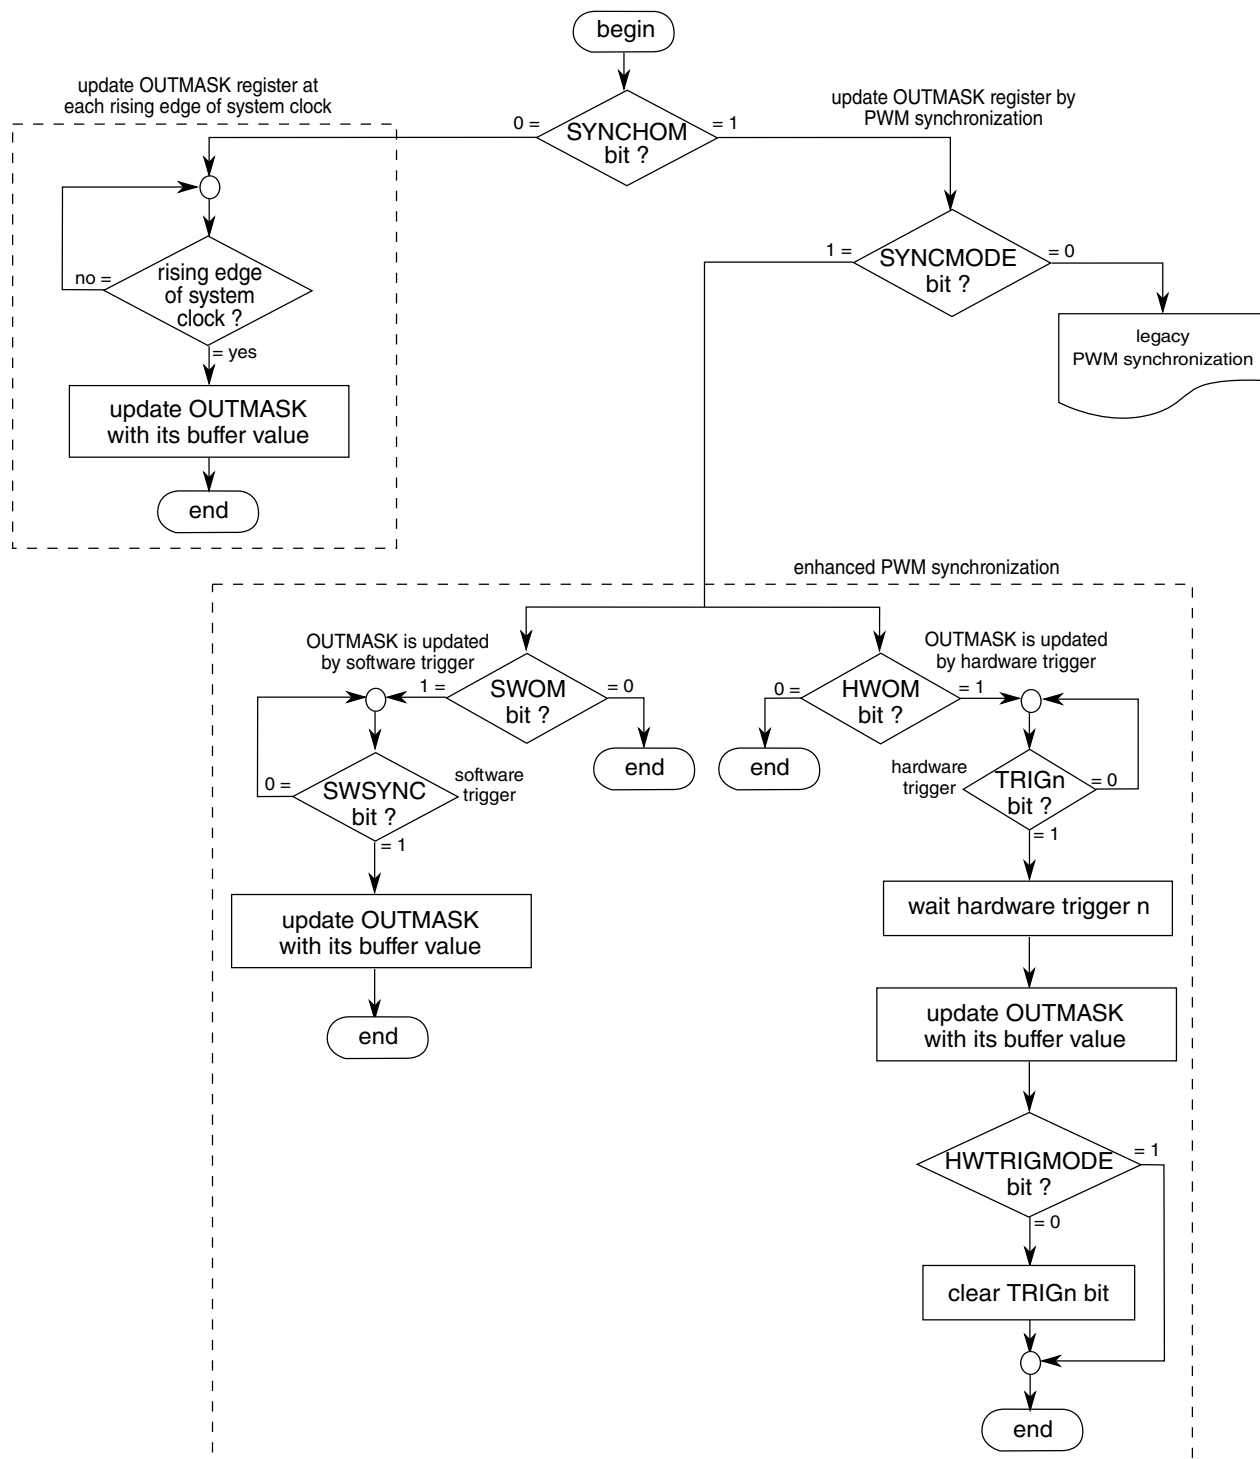 begin
update OUTMASK register at
each rising edge of system clock
update OUTMASK register by
PWM synchronization
0 =
SYNCHOM
bit ?
= 1
rising edge
of system
clock ?
no =
= yes
update OUTMASK
with its buffer value
end
1 =
SYNCMODE
bit ?
= 0
legacy
PWM synchronization
enhanced PWM synchronization
OUTMASK is updated
by software trigger
1 =
SWOM
bit ?
= 0
end
0 =
SWSYNC
bit ?
software
trigger
= 1
update OUTMASK
with its buffer value
end
OUTMASK is updated
by hardware trigger
0 =
HWOM
bit ?
= 1
end
hardware
trigger
TRIGn
bit ?
= 0
= 1
wait hardware trigger n
update OUTMASK
with its buffer value
HWTRIGMODE
bit ?
= 1
= 0
clear TRIGn bit
end